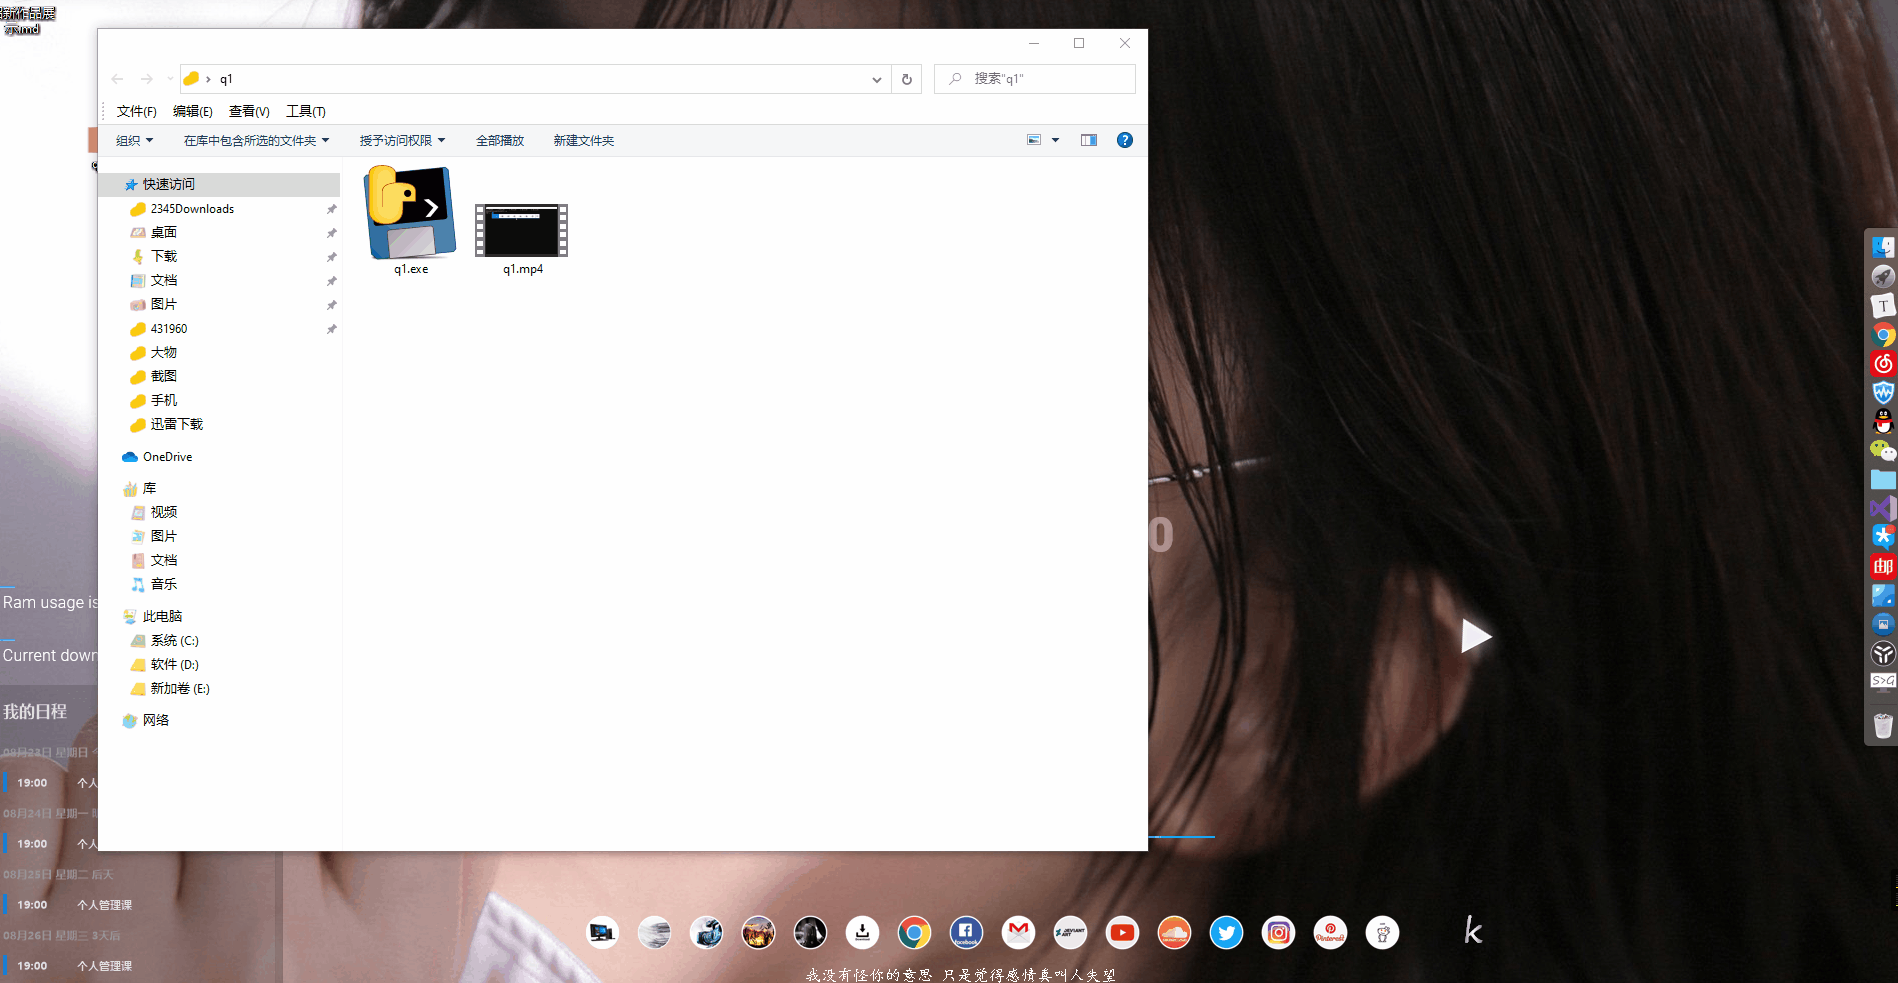 新作品展
示.md
q1
搜索"q1"
文件(F) 编辑(E) 查看(V) 工具(T)
组织 在库中包含所选的文件夹 授予访问权限 全部播放 新建文件夹
快速访问
2345Downloads
桌面
下载
文档
图片
431960
大物
截图
手机
迅雷下载
OneDrive
库
视频
图片
文档
音乐
此电脑
系统 (C:)
软件 (D:)
新加卷 (E:)
网络
q1.exe
q1.mp4
0
Ram usage is
Current down
我的日程
08月23日 星期日
19:00 个人
08月24日 星期一
19:00 个人
08月25日 星期二 后天
19:00 个人管理课
08月26日 星期三 3天后
19:00 个人管理课
T
邮
S>G
Download
facebook
DEVIANT ART
Pinterest
k
我没有怪你的意思 只是觉得感情真叫人失望